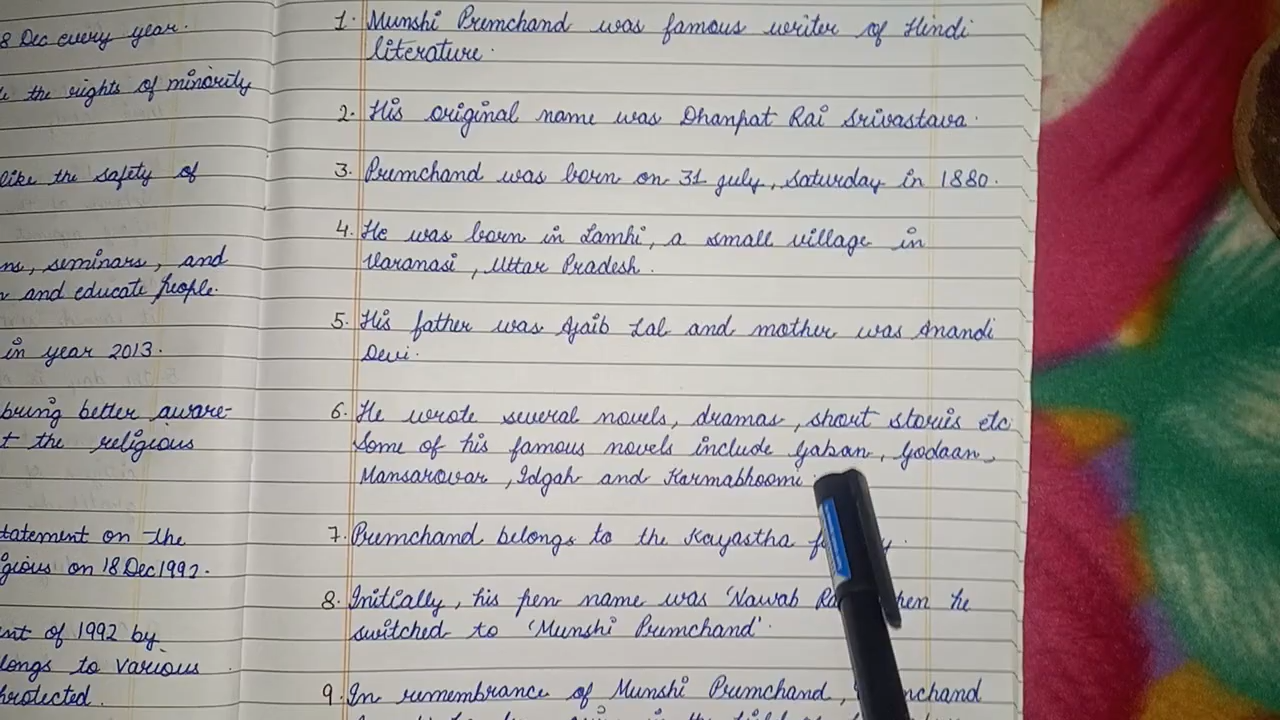 8 Dec every year.
the rights of minority
like the safety of
seminars, and
and educate people.
in year 2013.
bring better aware-
the religious
tatement on the
gious on 18 Dec 1992.
of 1992 by
longs to various
protected.
1. Munshi Premchand was famous writer of Hindi
literature.
2. His original name was Dhanpat Rai Srivastava.
3. Premchand was born on 31 july, saturday in 1880.
4. He was born in Lamhi, a small village in
Varanasi, Uttar Pradesh.
5. His father was Ajaib Lal and mother was Anandi
Devi.
6. He wrote several novels, dramas, short stories etc.
Some of his famous novels include Gaban, Godaan,
Mansarovar, Idgah and Karmabhoomi.
7. Premchand belongs to the Kayastha
8. Initially, his pen name was 'Nawab he
switched to 'Munshi Premchand'.
9. In remembrance of Munshi Premchand,